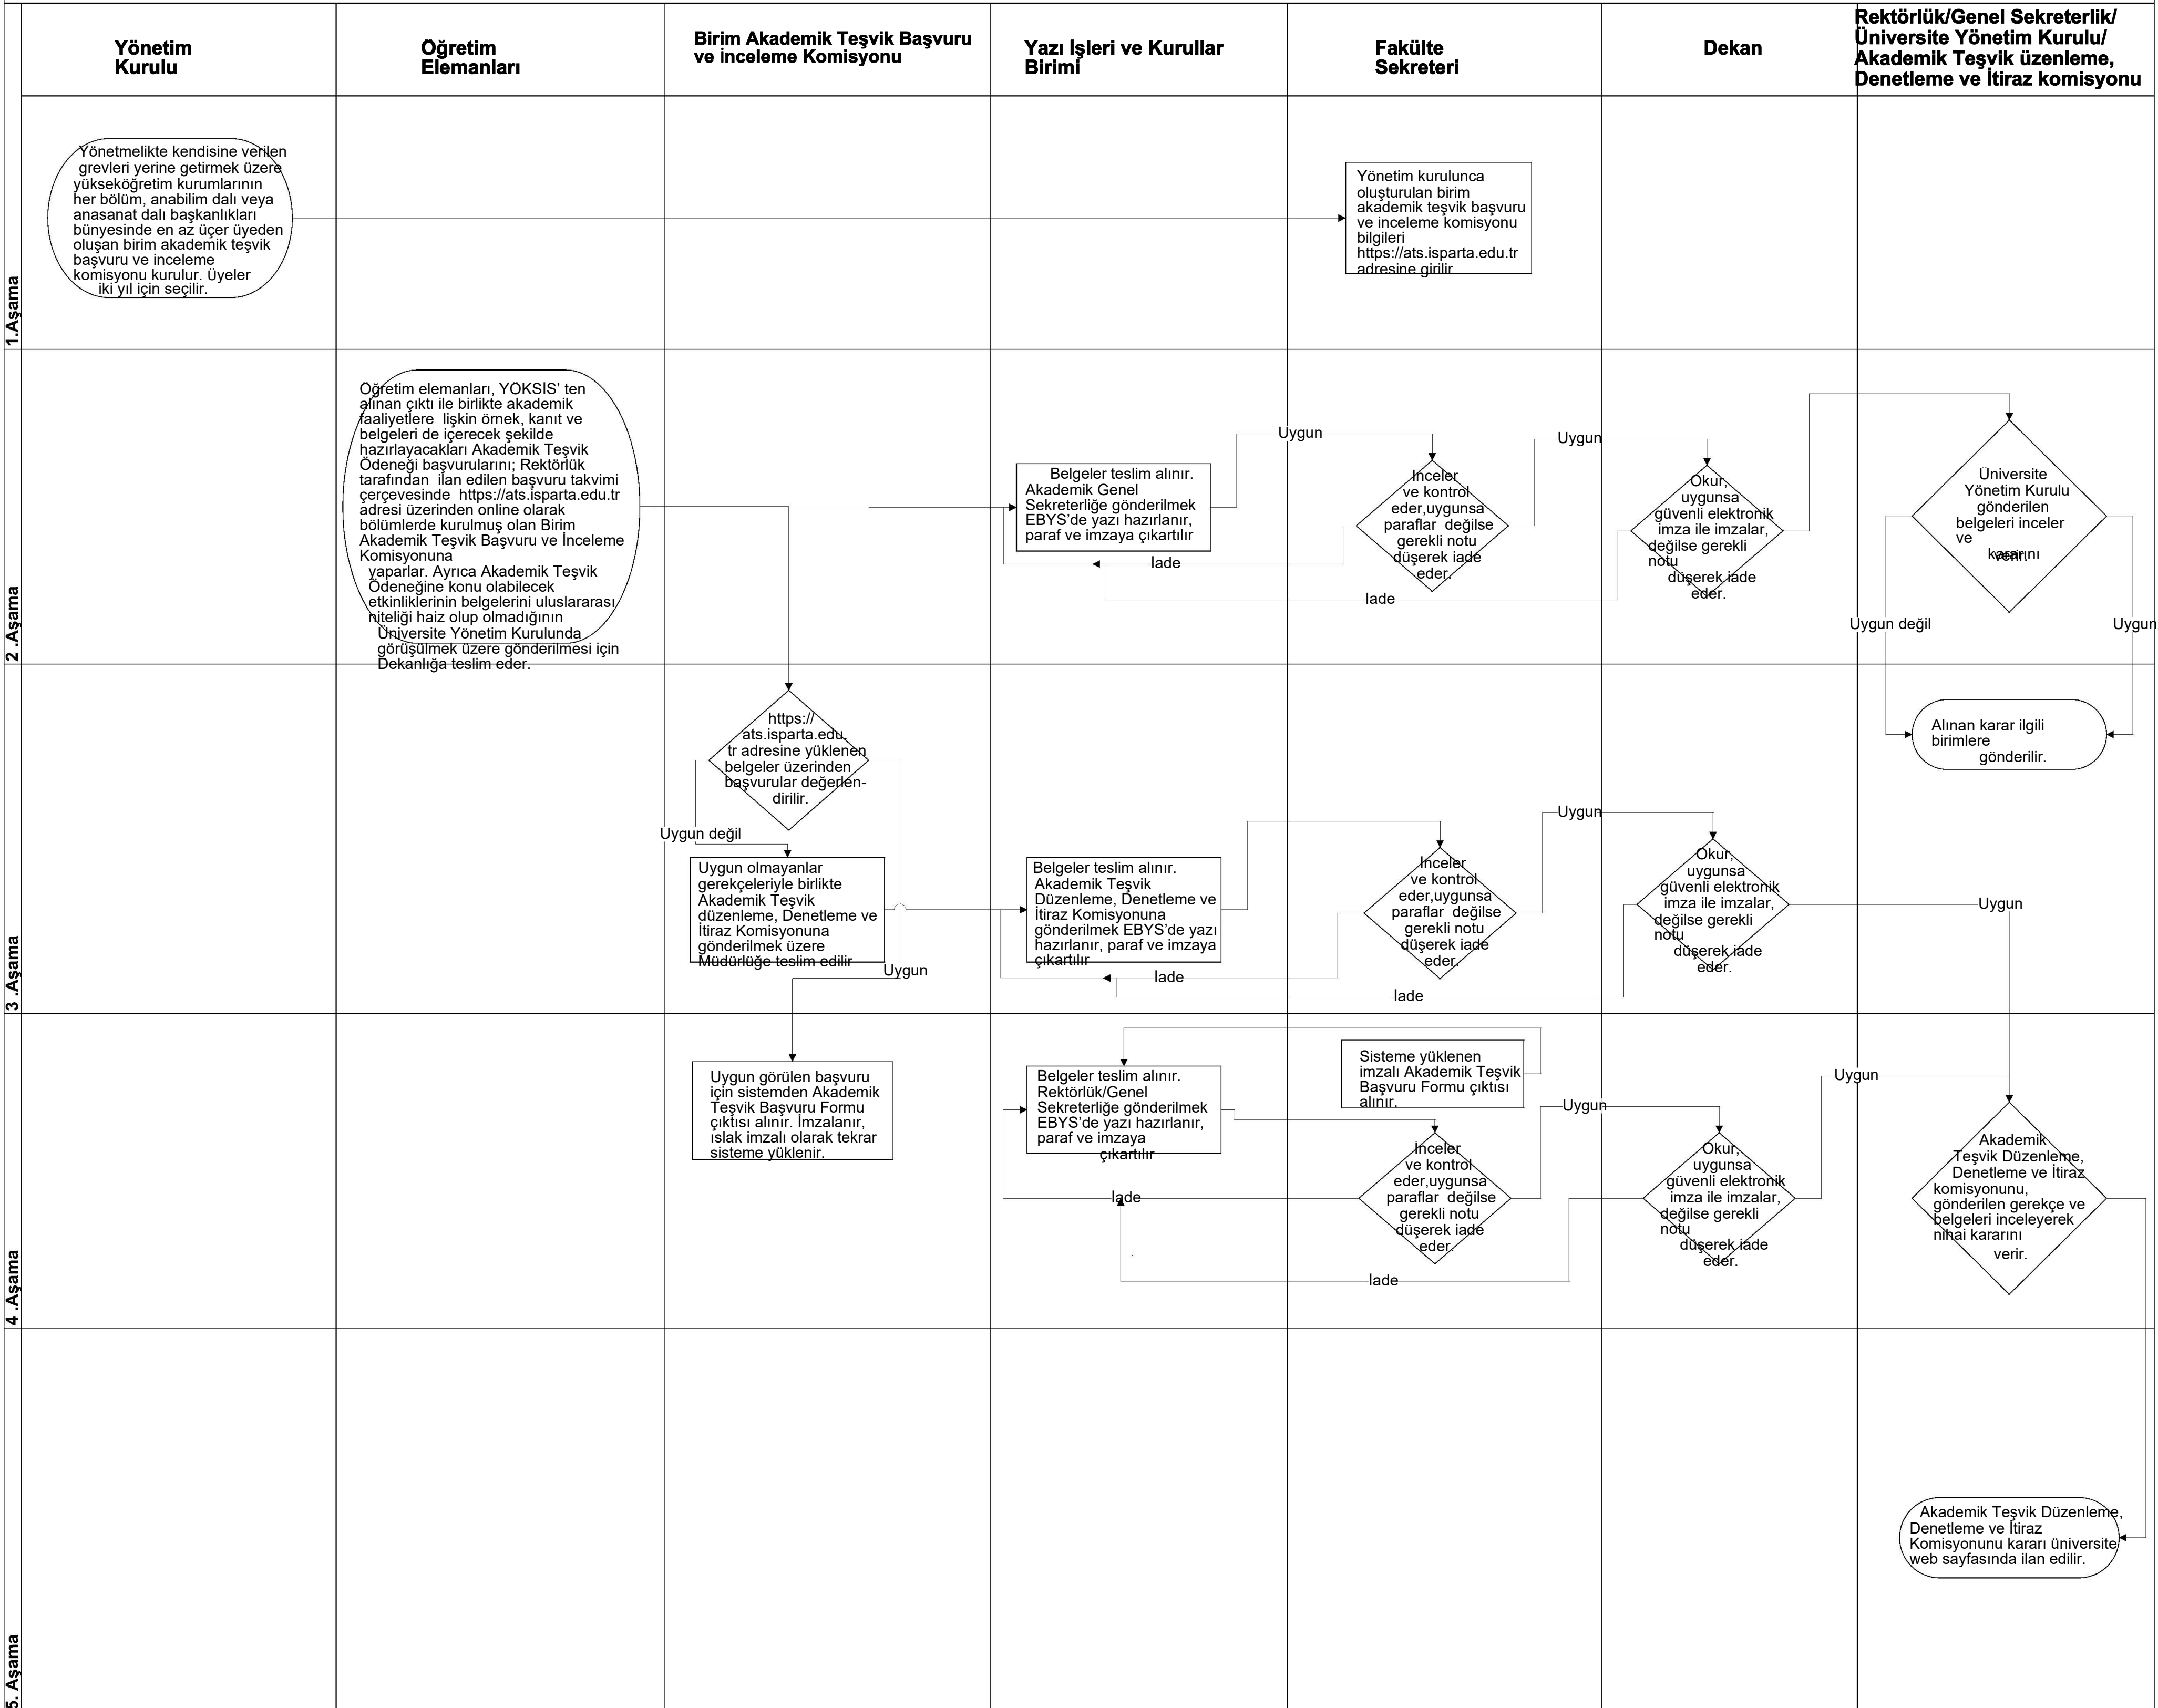 Yönetim
Kurulu
Öğretim
Elemanları
Birim Akademik Teşvik Başvuru
ve inceleme Komisyonu
Yazı İşleri ve Kurullar
Birimi
Fakülte
Sekreteri
Dekan
Rektörlük/Genel Sekreterlik/
Üniversite Yönetim Kurulu/
Akademik Teşvik üzenleme,
Denetleme ve İtiraz komisyonu
1.Aşama
Yönetmelikte kendisine verilen
grevleri yerine getirmek üzere
yükseköğretim kurumlarının
her bölüm, anabilim dalı veya
anasanat dalı başkanlıkları
bünyesinde en az üçer üyeden
oluşan birim akademik teşvik
başvuru ve inceleme
komisyonu kurulur. Üyeler
iki yıl için seçilir.
Yönetim kurulunca
oluşturulan birim
akademik teşvik başvuru
ve inceleme komisyonu
bilgileri
https://ats.isparta.edu.tr
adresine girilir.
2 .Aşama
Öğretim elemanları, YÖKSİS’ ten
alınan çıktı ile birlikte akademik
faaliyetlere lişkin örnek, kanıt ve
belgeleri de içerecek şekilde
hazırlayacakları Akademik Teşvik
Ödeneği başvurularını; Rektörlük
tarafından ilan edilen başvuru takvimi
çerçevesinde https://ats.isparta.edu.tr
adresi üzerinden online olarak
bölümlerde kurulmuş olan Birim
Akademik Teşvik Başvuru ve İnceleme
Komisyonuna
yaparlar. Ayrıca Akademik Teşvik
Ödeneğine konu olabilecek
etkinliklerinin belgelerini uluslararası
niteliği haiz olup olmadığının
Üniversite Yönetim Kurulunda
görüşülmek üzere gönderilmesi için
Dekanlığa teslim eder.
Belgeler teslim alınır.
Akademik Genel
Sekreterliğe gönderilmek
EBYS’de yazı hazırlanır,
paraf ve imzaya çıkartılır
Uygun
İnceler
ve kontrol
eder,uygunsa
paraflar değilse
gerekli notu
düşerek iade
eder.
İade
Uygun
Okur,
uygunsa
güvenli elektronik
imza ile imzalar,
değilse gerekli
notu
düşerek iade
eder.
İade
Üniversite
Yönetim Kurulu
gönderilen
belgeleri inceler
ve
kararını
verir.
Uygun değil
Uygun
3 .Aşama
https://
ats.isparta.edu.
tr adresine yüklenen
belgeler üzerinden
başvurular değerlen-
dirilir.
Uygun değil
Uygun olmayanlar
gerekçeleriyle birlikte
Akademik Teşvik
düzenleme, Denetleme ve
İtiraz Komisyonuna
gönderilmek üzere
Müdürlüğe teslim edilir
Uygun
Belgeler teslim alınır.
Akademik Teşvik
Düzenleme, Denetleme ve
İtiraz Komisyonuna
gönderilmek EBYS’de yazı
hazırlanır, paraf ve imzaya
çıkartılır
İnceler
ve kontrol
eder,uygunsa
paraflar değilse
gerekli notu
düşerek iade
eder.
İade
Uygun
Okur,
uygunsa
güvenli elektronik
imza ile imzalar,
değilse gerekli
notu
düşerek iade
eder.
İade
Uygun
Alınan karar ilgili
birimlere
gönderilir.
4 .Aşama
Uygun görülen başvuru
için sistemden Akademik
Teşvik Başvuru Formu
çıktısı alınır. İmzalanır,
ıslak imzalı olarak tekrar
sisteme yüklenir.
Belgeler teslim alınır.
Rektörlük/Genel
Sekreterliğe gönderilmek
EBYS’de yazı hazırlanır,
paraf ve imzaya
çıkartılır
Sisteme yüklenen
imzalı Akademik Teşvik
Başvuru Formu çıktısı
alınır.
İnceler
ve kontrol
eder,uygunsa
paraflar değilse
gerekli notu
düşerek iade
eder.
İade
Uygun
Okur,
uygunsa
güvenli elektronik
imza ile imzalar,
değilse gerekli
notu
düşerek iade
eder.
İade
Uygun
Akademik
Teşvik Düzenleme,
Denetleme ve İtiraz
komisyonunu,
gönderilen gerekçe ve
belgeleri inceleyerek
nihai kararını
verir.
5. Aşama
Akademik Teşvik Düzenleme,
Denetleme ve İtiraz
Komisyonunu kararı üniversite
web sayfasında ilan edilir.